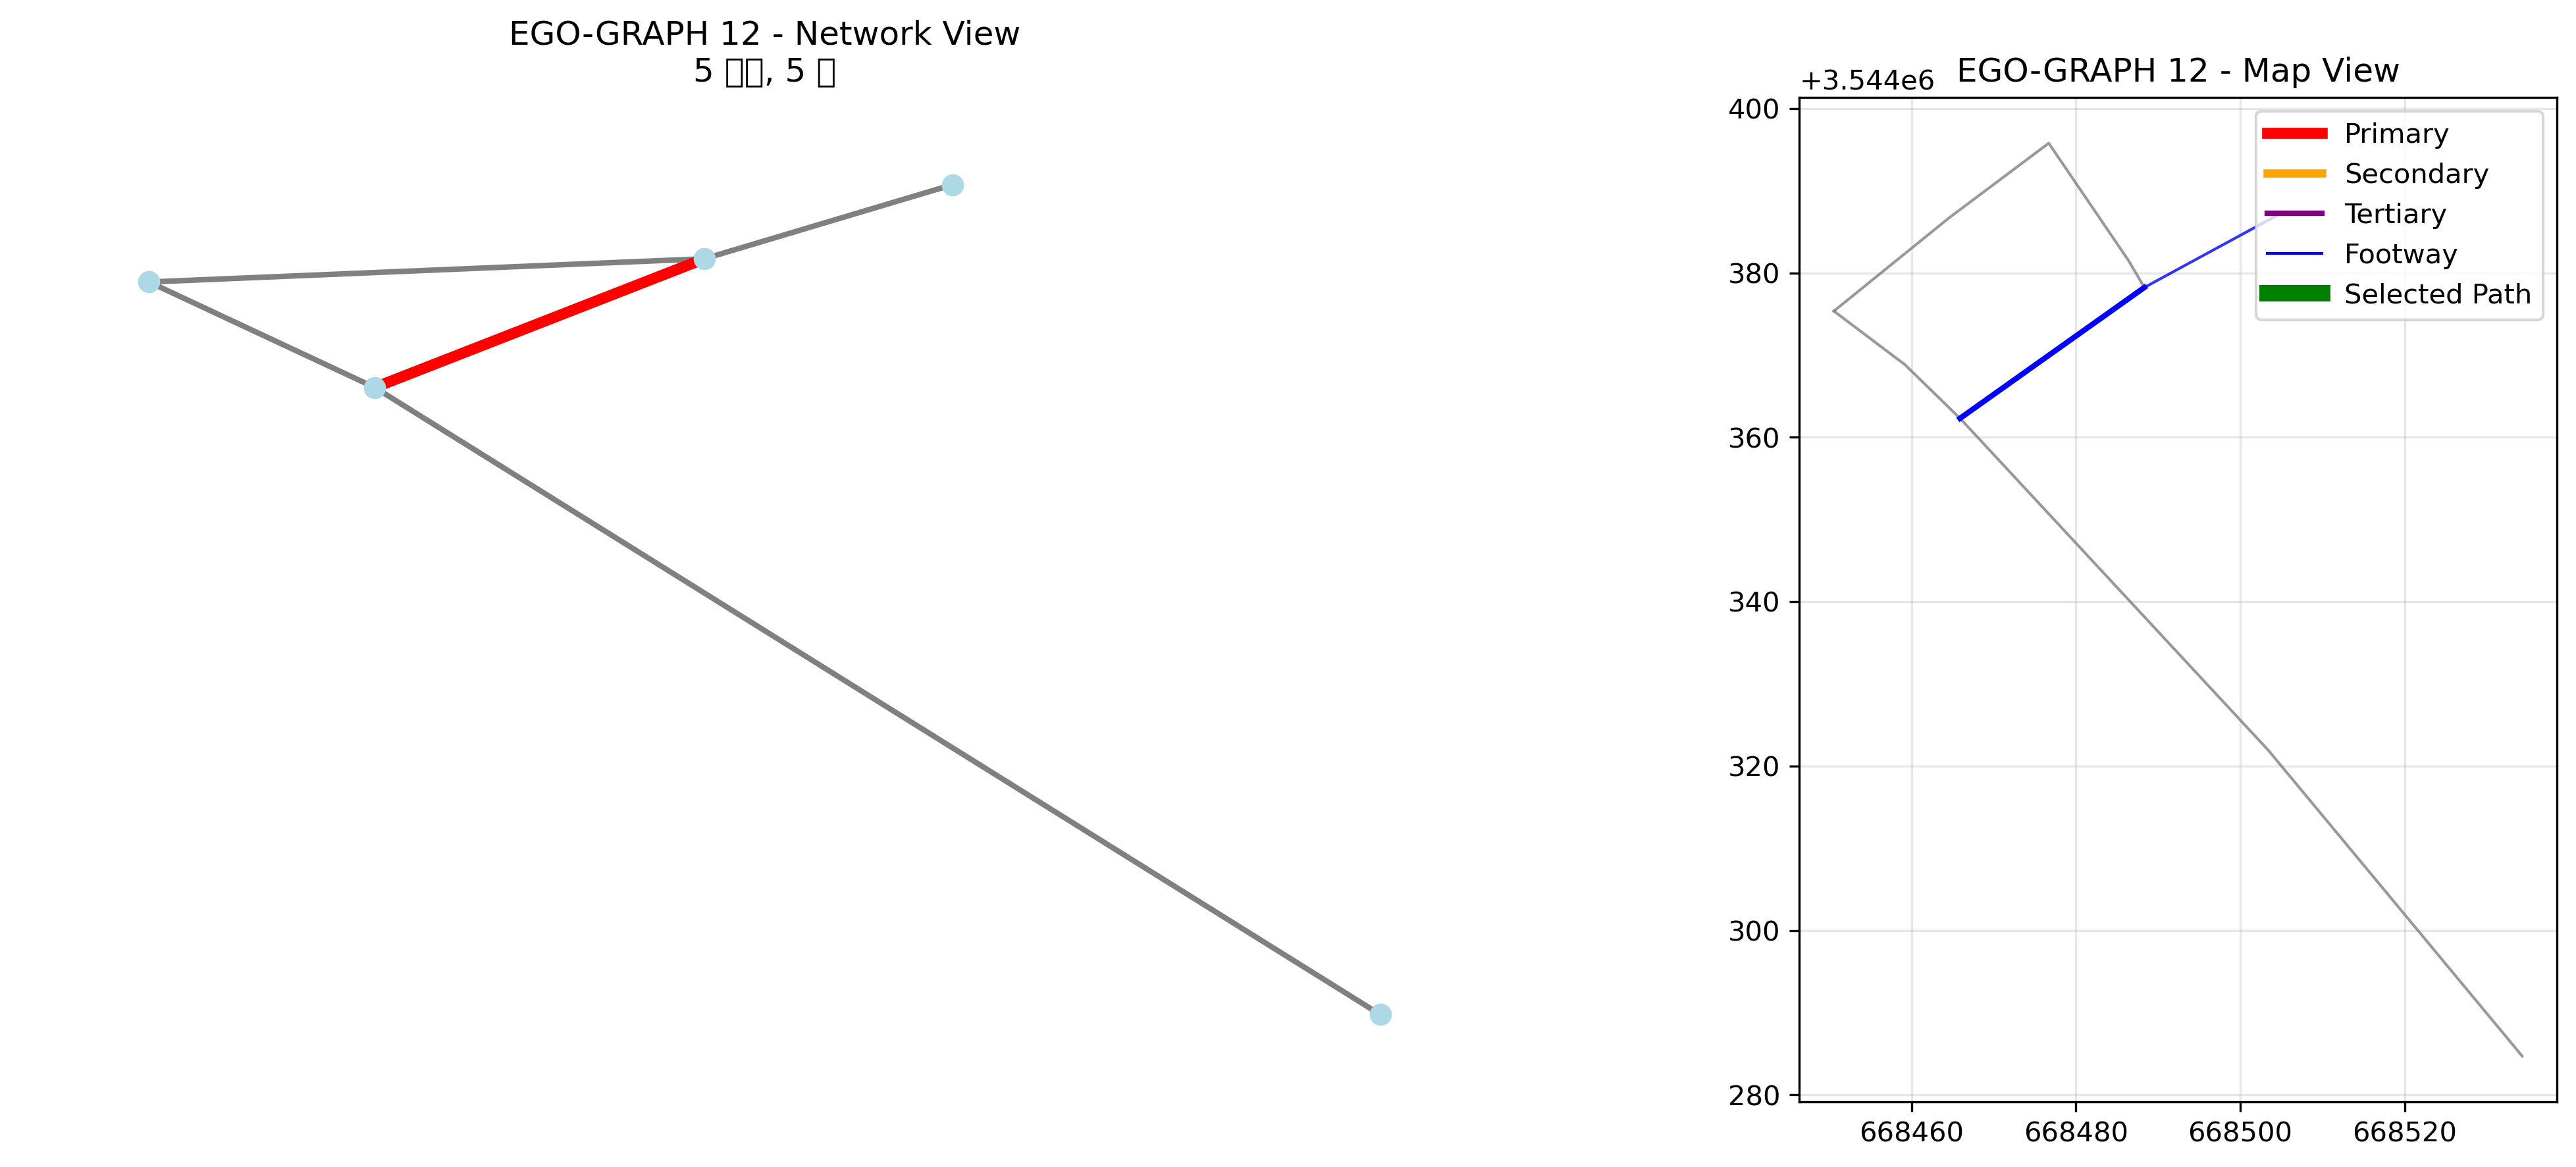 EGO-GRAPH 12 - Network View
5 , 5
EGO-GRAPH 12 - Map View
+3.544e6
400
380
360
340
320
300
280
668460
668480
668500
668520
Primary
Secondary
Tertiary
Footway
Selected Path